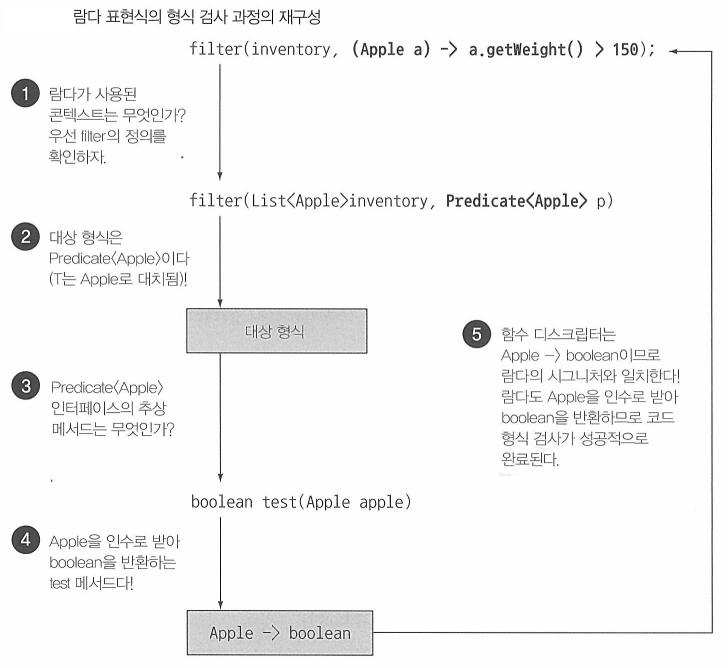 람다 표현식의 형식 검사 과정의 재구성
filter(inventory, (Apple a) -> a.getWeight() > 150);
1 람다가 사용된
콘텍스트는 무엇인가?
우선 filter의 정의를
확인하자.
filter(List<Apple>inventory, Predicate<Apple> p)
2 대상 형식은
Predicate<Apple>이다
(T는 Apple로 대치됨)!
대상 형식
3 Predicate<Apple>
인터페이스의 추상
메서드는 무엇인가?
boolean test(Apple apple)
4 Apple을 인수로 받아
boolean을 반환하는
test 메서드다!
Apple -> boolean
5 함수 디스크립터는
Apple -> boolean이므로
람다의 시그니처와 일치한다!
람다도 Apple을 인수로 받아
boolean을 반환하므로 코드
형식 검사가 성공적으로
완료된다.